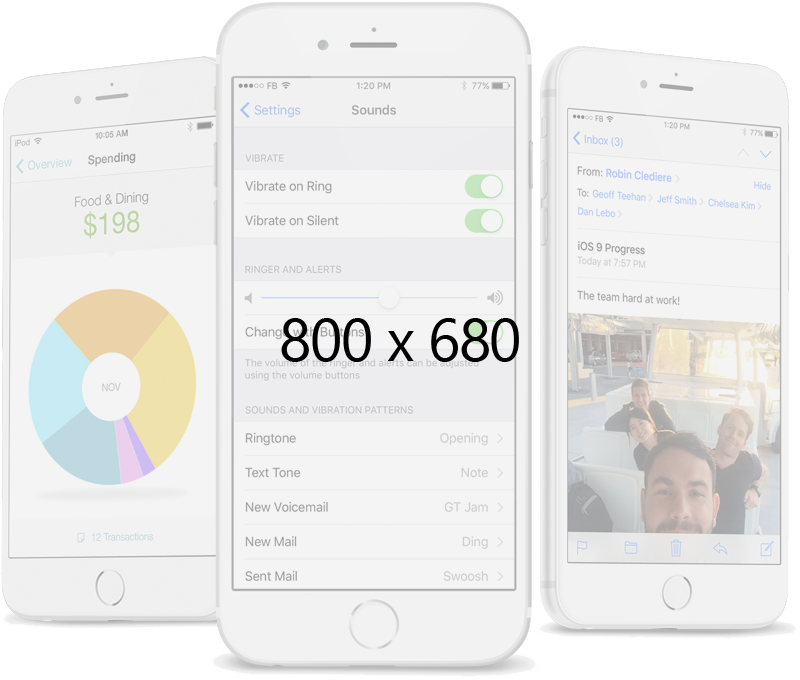 iPod
10:05 AM
Overview
Spending
Food & Dining
$198
NOV
12 Transactions
FB
1:20 PM
77%
Settings
Sounds
VIBRATE
Vibrate on Ring
Vibrate on Silent
RINGER AND ALERTS
Change with Buttons
800 x 680
The volume of the ringer and alerts can be adjusted
using the volume buttons
SOUNDS AND VIBRATION PATTERNS
Ringtone Opening
Text Tone Note
New Voicemail GT Jam
New Mail Ding
Sent Mail Swoosh
FB
1:20 PM
77%
Inbox (3)
From: Robin Clediere
Hide
To: Geoff Teehan Jeff Smith Chelsea Kim
Dan Lebo
iOS 9 Progress
Today at 7:57 PM
The team hard at work!